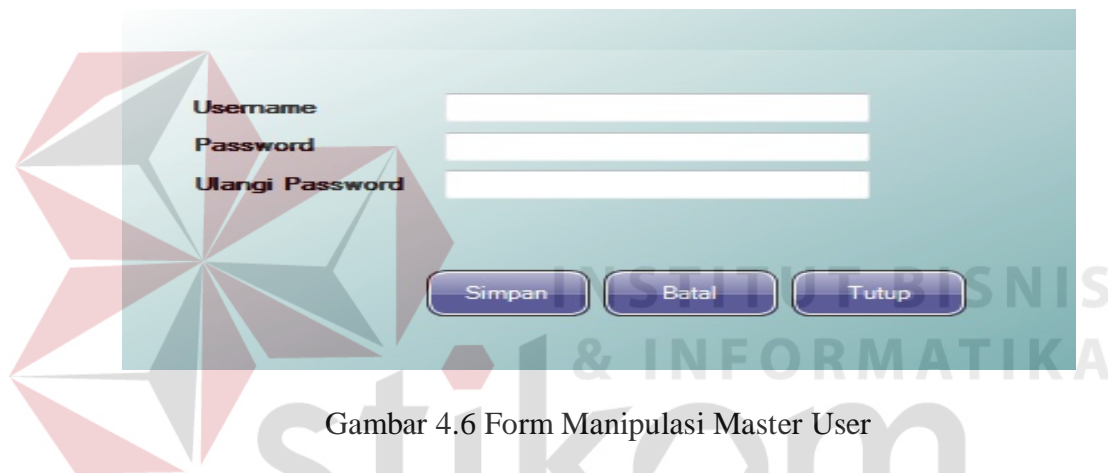 Username
Password
Ulangi Password
Simpan Batal Tutup
INSTITUT BISNIS
& INFORMATIKA
stikom
Gambar 4.6 Form Manipulasi Master User